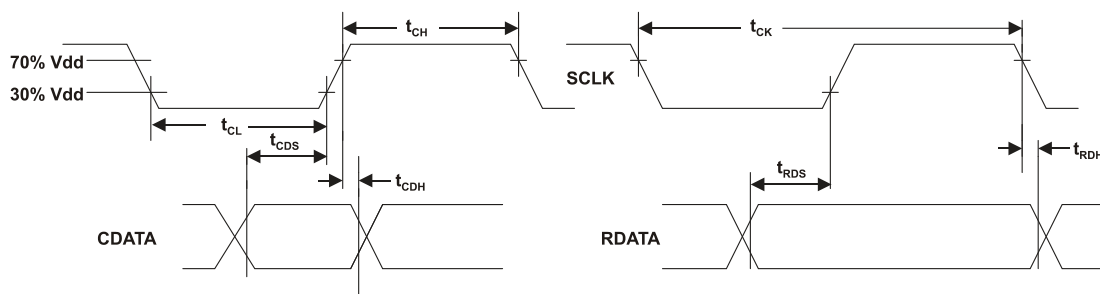 tCH
tCK
70% Vdd
SCLK
30% Vdd
tCL
tCDS
tRDH
tRDS
tCDH
CDATA
RDATA